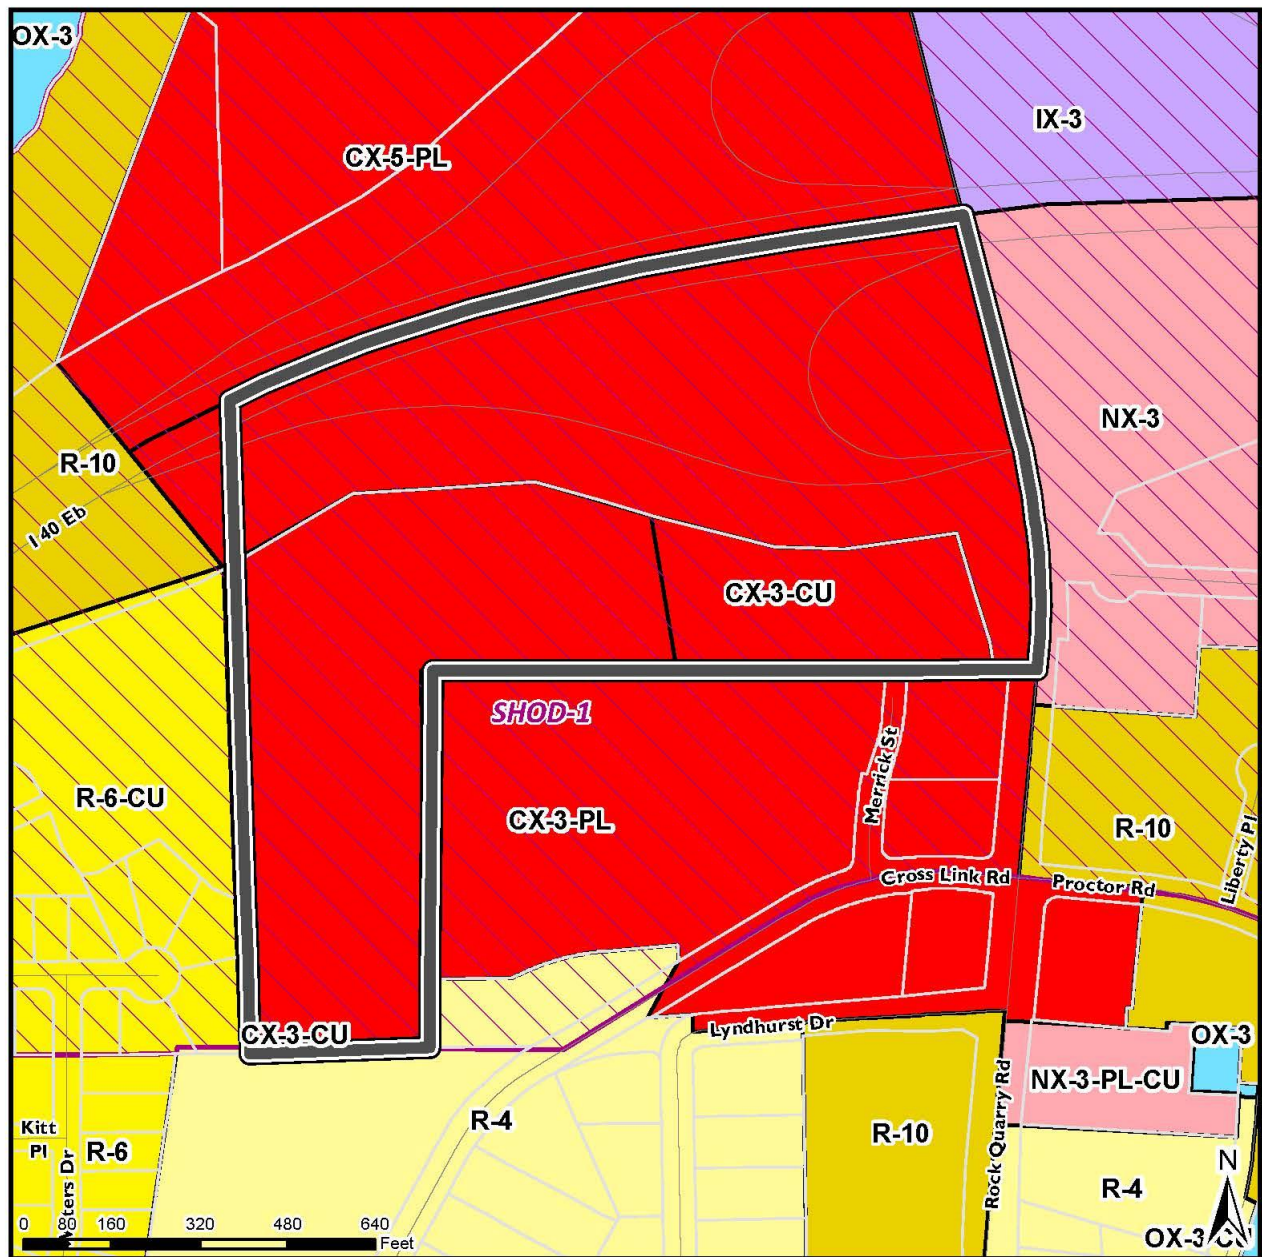 OX-3
IX-3
CX-5-PL
NX-3
R-10
I 40 Eb
CX-3-CU
SHOD-1
Merrick St
R-6-CU
CX-3-PL
R-10
Liberty Pl
Cross Link Rd
Proctor Rd
CX-3-CU
Lyndhurst Dr
OX-3
NX-3-PL-CU
Rock Quarry Rd
R-4
Kitt
Pl
R-6
R-10
R-4
N
0 80 160 320 480 640
Feet